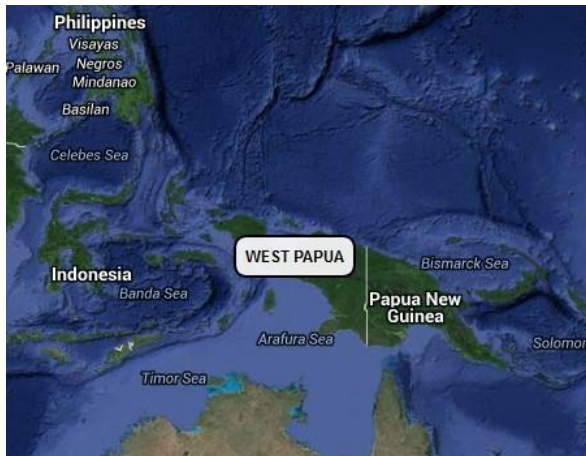 Philippines
Visayas
Palawan
Negros
Mindanao
Basilan
Celebes Sea
WEST PAPUA
Bismarck Sea
Indonesia
Banda Sea
Papua New
Guinea
Arafura Sea
Solomon
Timor Sea